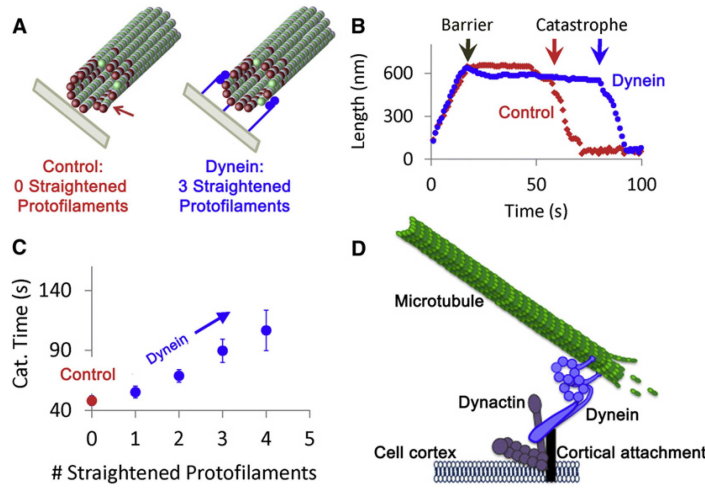 A
Control:
0 Straightened
Protofilaments
Dynein:
3 Straightened
Protofilaments
B
Barrier
Catastrophe
Length (nm)
600
300
0
Dynein
Control
0
50
100
Time (s)
C
Cat. Time (s)
140
90
40
Control
Dynein
0 1 2 3 4 5
# Straightened Protofilaments
D
Microtubule
Dynactin
Dynein
Cell cortex
Cortical attachment